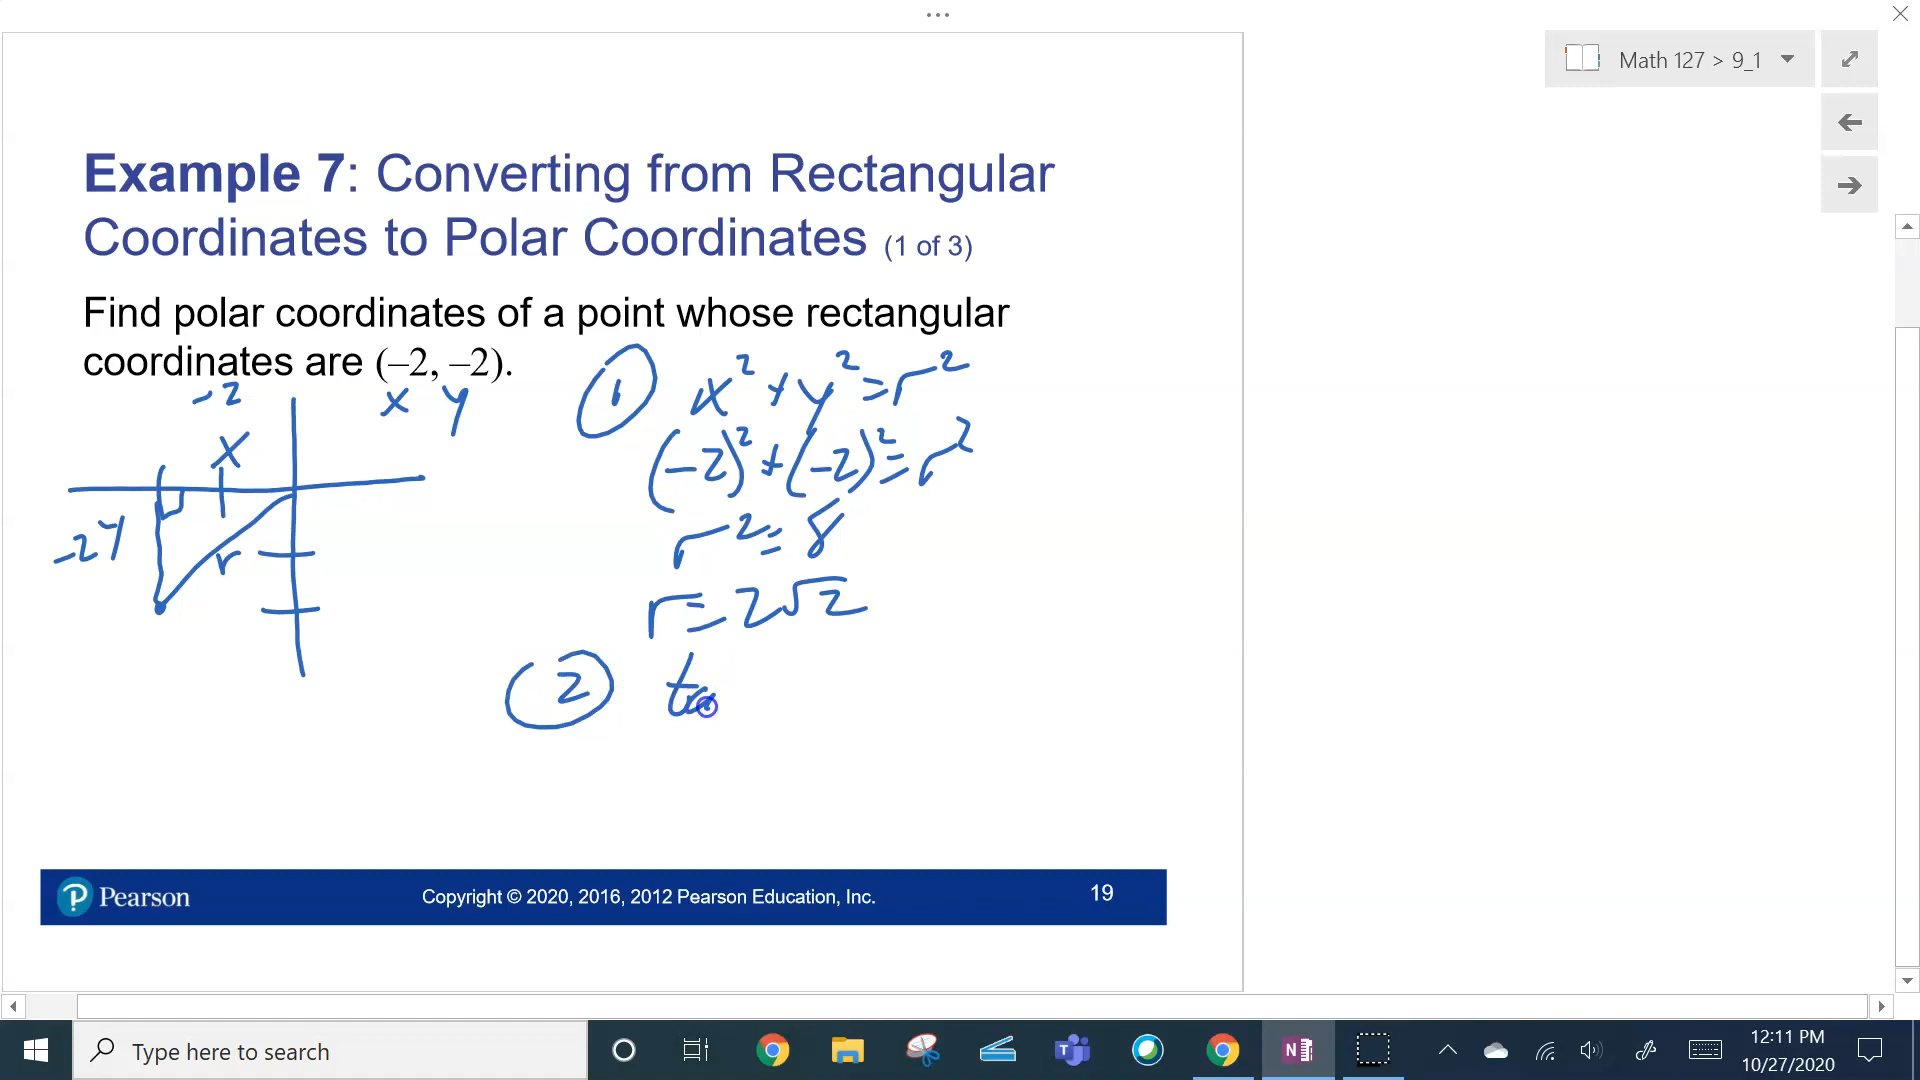 Math 127 > 9_1
Example 7: Converting from Rectangular
Coordinates to Polar Coordinates (1 of 3)
Find polar coordinates of a point whose rectangular
coordinates are (–2, –2).
x y
-2
x
-2 y
r
1 x² + y² = r²
(-2)² + (-2)² = r²
r² = 8
r = 2√2
2 ta
Pearson
Copyright © 2020, 2016, 2012 Pearson Education, Inc.
19
Type here to search
12:11 PM
10/27/2020